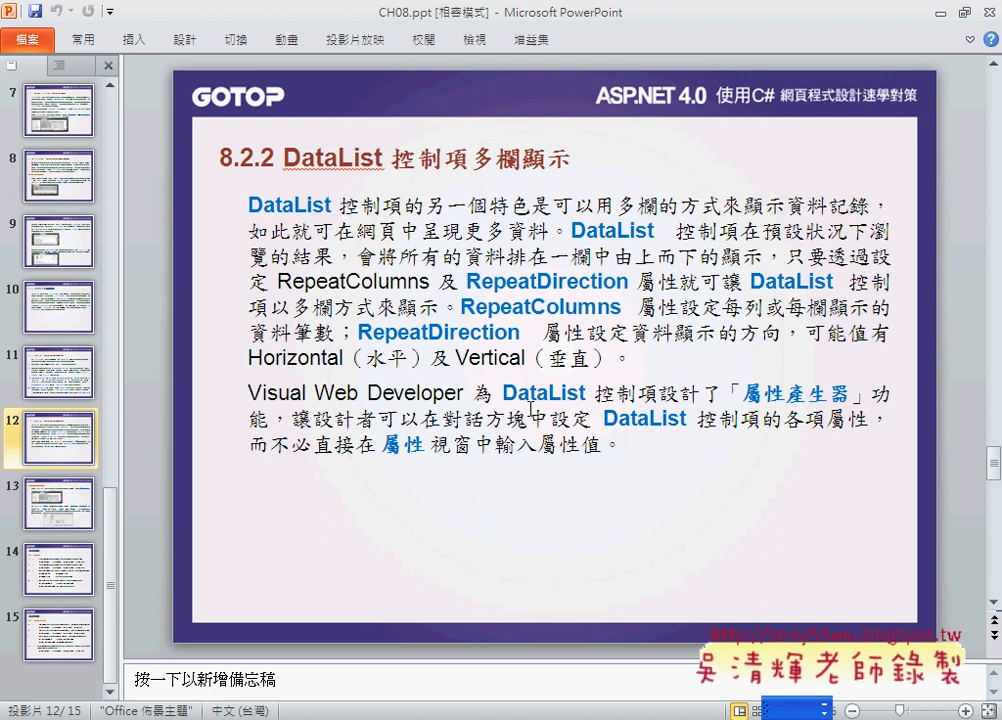 CH08.ppt [相容模式] - Microsoft PowerPoint
檔案 常用 插入 設計 切換 動畫 投影片放映 校閱 檢視 增益集
7
8
9
10
11
12
13
14
15
GOTOP
ASP.NET 4.0 使用C# 網頁程式設計速學對策
8.2.2 DataList 控制項多欄顯示
DataList 控制項的另一個特色是可以用多欄的方式來顯示資料記錄，
如此就可在網頁中呈現更多資料。DataList 控制項在預設狀況下瀏
覽的結果，會將所有的資料排在一欄中由上而下的顯示，只要透過設
定 RepeatColumns 及 RepeatDirection 屬性就可讓 DataList 控制
項以多欄方式來顯示。RepeatColumns 屬性設定每列或每欄顯示的
資料筆數；RepeatDirection 屬性設定資料顯示的方向，可能值有
Horizontal（水平）及 Vertical（垂直）。
Visual Web Developer 為 DataList 控制項設計了「屬性產生器」功
能，讓設計者可以在對話方塊中設定 DataList 控制項的各項屬性，
而不必直接在 屬性 視窗中輸入屬性值。
http://terry55wu.blogspot.tw
吳清輝老師錄製
按一下以新增備忘稿
投影片 12/ 15 "Office 佈景主題" 中文 (台灣)